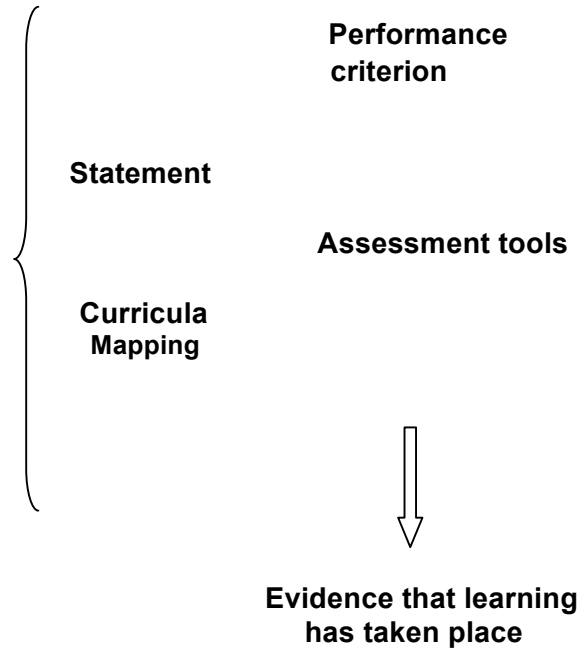 Performance
criterion
Statement
Assessment tools
Curricula
Mapping
Evidence that learning
has taken place